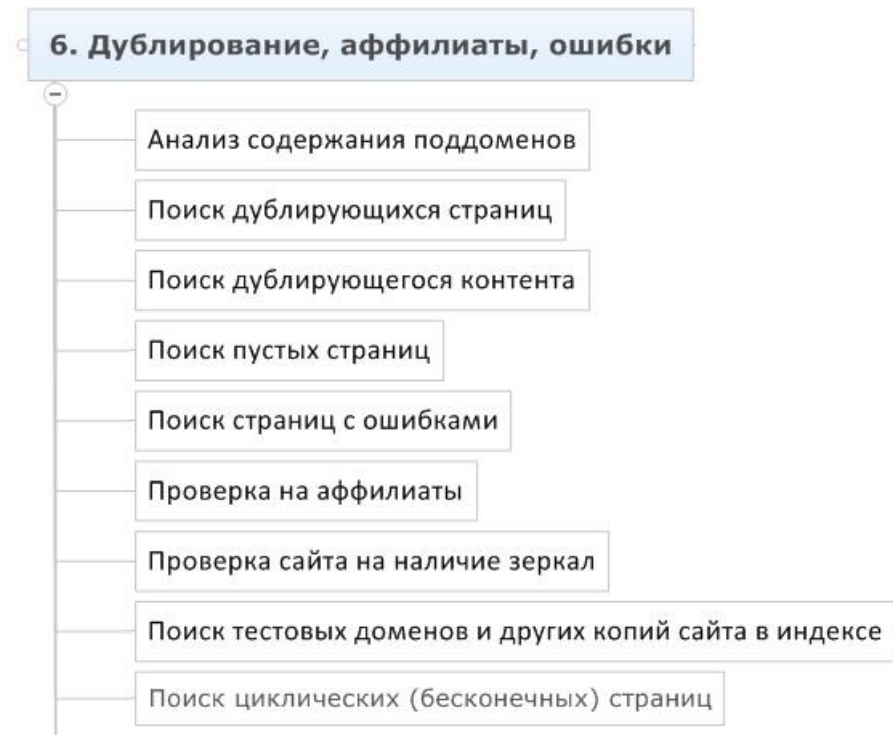 6. Дублирование, аффилиаты, ошибки
Анализ содержания поддоменов
Поиск дублирующихся страниц
Поиск дублирующегося контента
Поиск пустых страниц
Поиск страниц с ошибками
Проверка на аффилиаты
Проверка сайта на наличие зеркал
Поиск тестовых доменов и других копий сайта в индексе
Поиск циклических (бесконечных) страниц